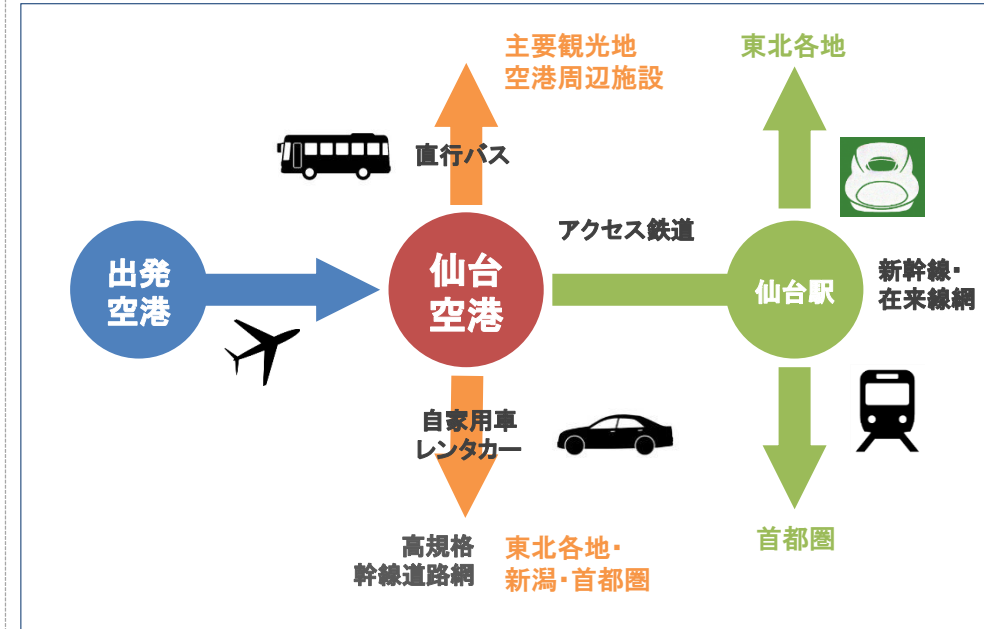 主要観光地
空港周辺施設
東北各地
直行バス
アクセス鉄道
出発
空港
仙台
空港
仙台駅
新幹線・
在来線網
自家用車
レンタカー
高規格
幹線道路網
東北各地・
新潟・首都圏
首都圏